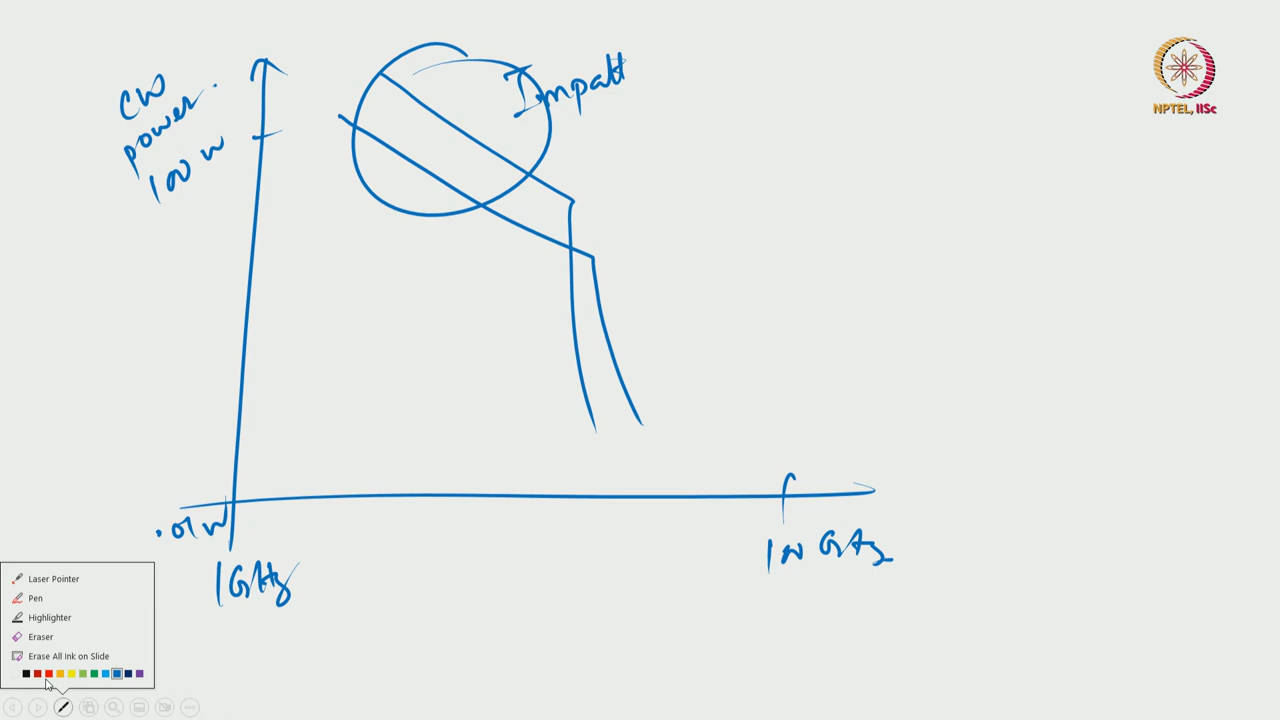 CW
power.
100 W
Impatt
.01 W
1 GHz
100 GHz
NPTEL, IISc
Laser Pointer
Pen
Highlighter
Eraser
Erase All Ink on Slide